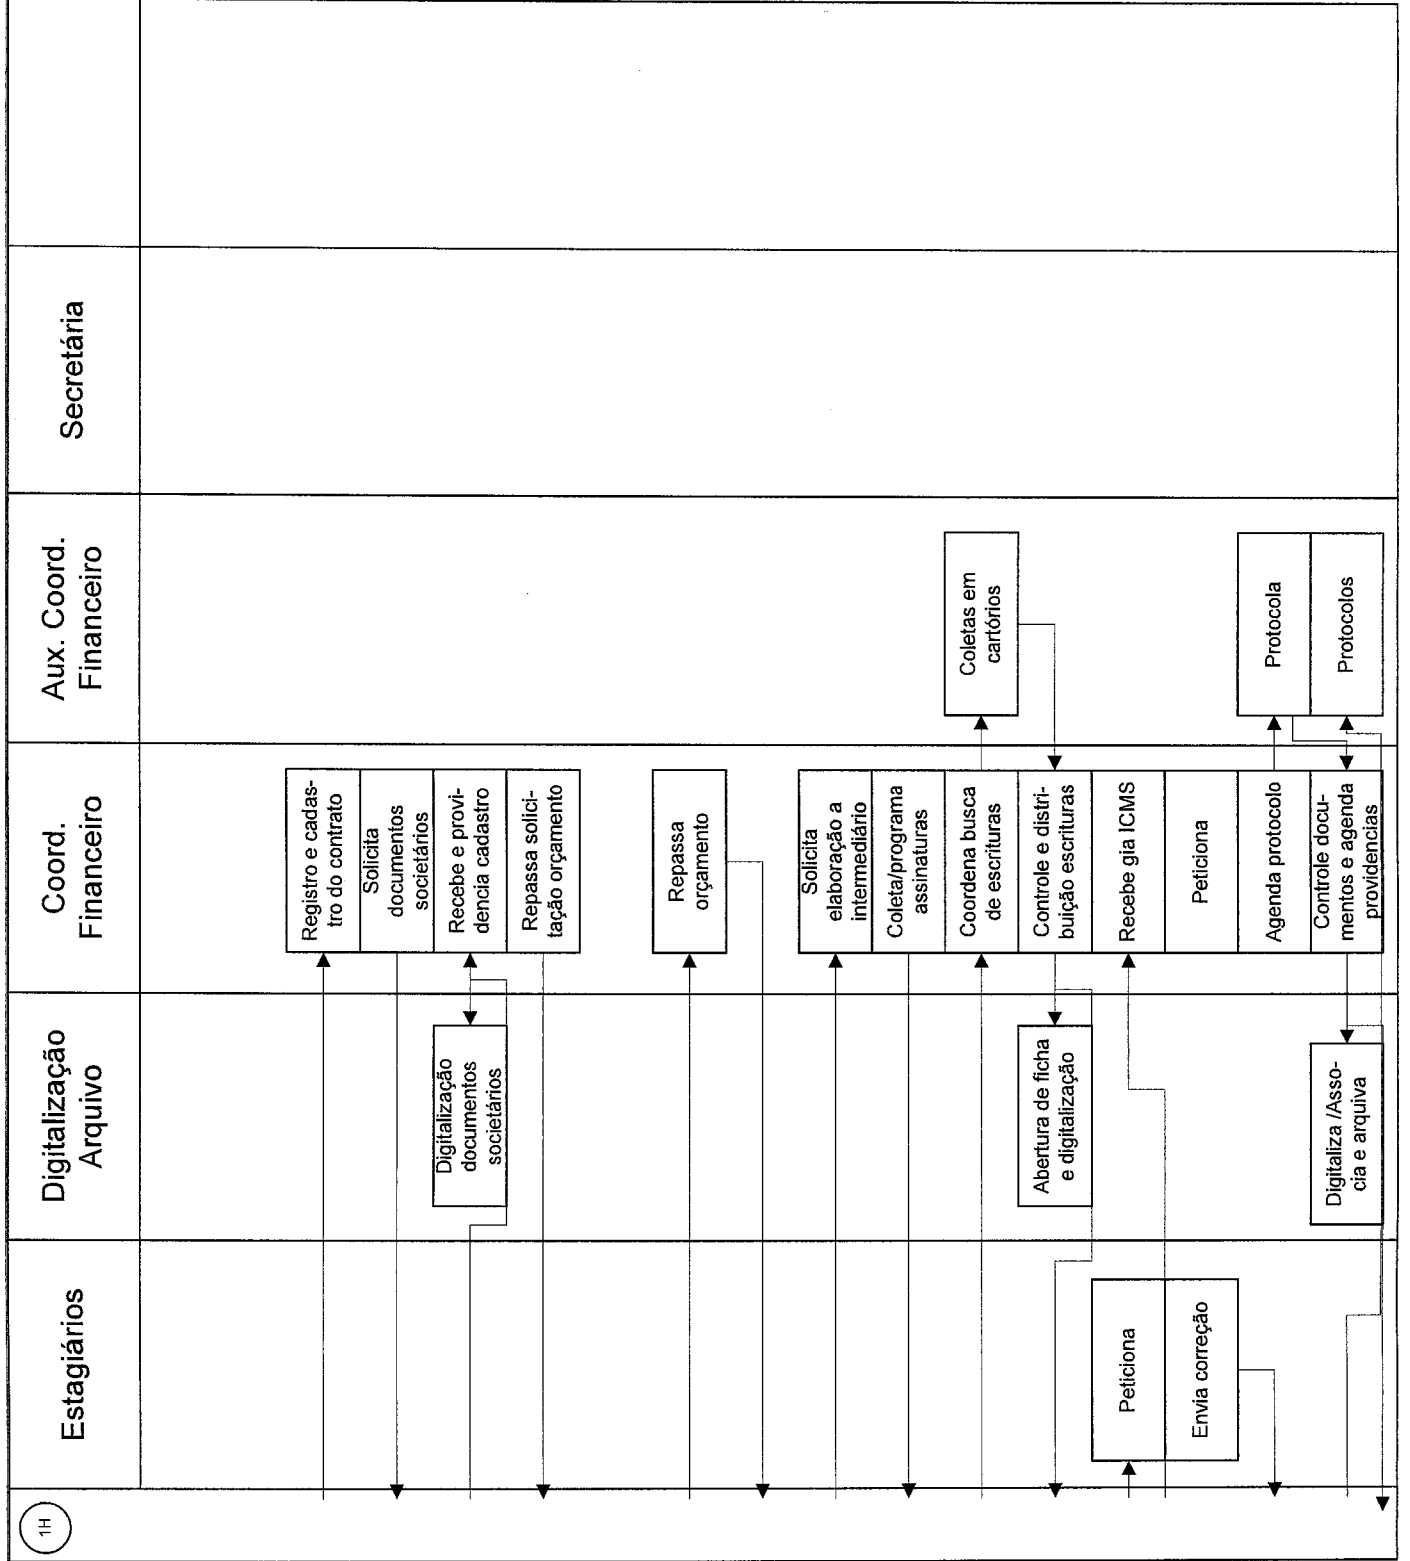 1H
Estagiários
Digitalização
Arquivo
Coord.
Financeiro
Aux. Coord.
Financeiro
Secretária
Registro e cadas-
tro do contrato
Solicita
documentos
societários
Digitalização
documentos
societários
Recebe e provi-
dencia cadastro
Repassa solici-
tação orçamento
Repassa
orçamento
Solicita
elaboração a
intermediário
Coleta/programa
assinaturas
Coordena busca
de escrituras
Coletas em
cartórios
Abertura de ficha
e digitalização
Controle e distri-
buição escrituras
Peticiona
Recebe gia ICMS
Envia correção
Peticiona
Agenda protocolo
Protocola
Digitaliza /Asso-
cia e arquiva
Controle docu-
mentos e agenda
providencias
Protocolos